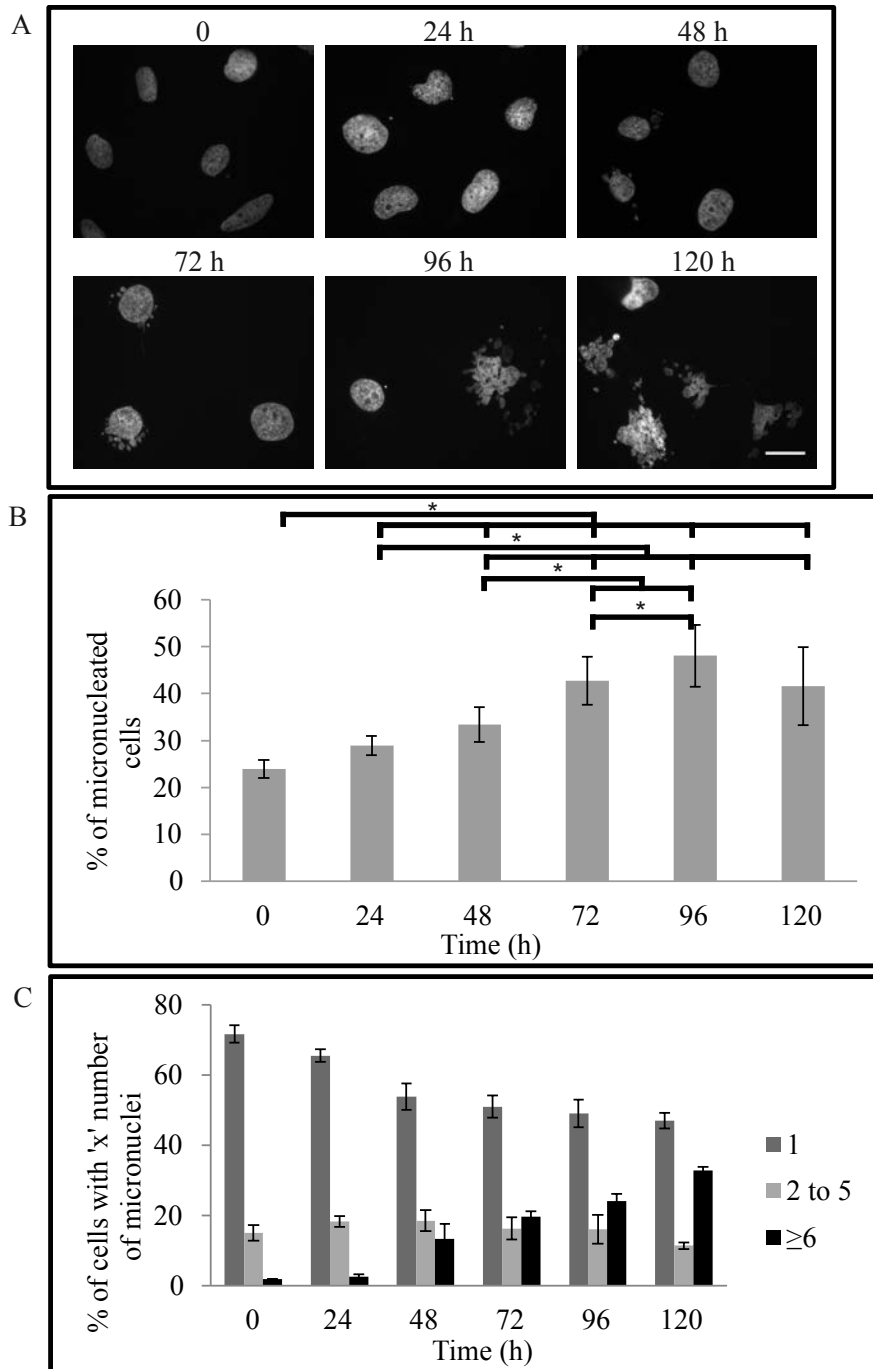 A
0 24 h 48 h
72 h 96 h 120 h
B
*
*
*
*
60
50
40
30
20
10
0
% of micronucleated
cells
0 24 48 72 96 120
Time (h)
C
80
60
40
20
0
% of cells with 'x' number
of micronuclei
1
2 to 5
≥6
0 24 48 72 96 120
Time (h)